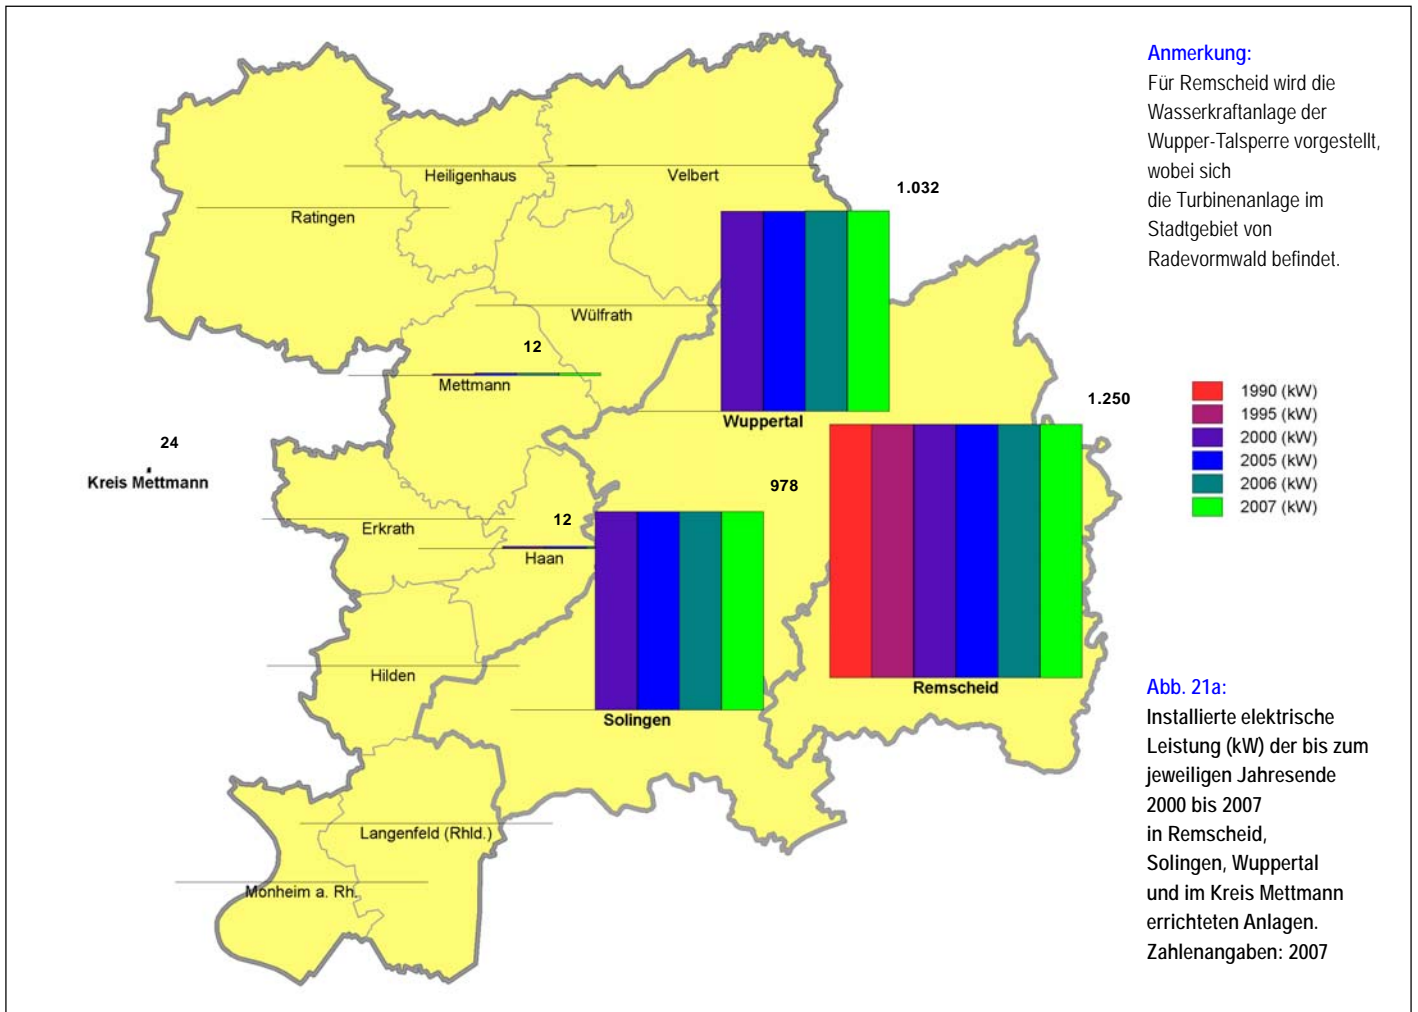 Anmerkung:
Für Remscheid wird die
Wasserkraftanlage der
Wupper-Talsperre vorgestellt,
wobei sich
die Turbinenanlage im
Stadtgebiet von
Radevormwald befindet.
Heiligenhaus
Velbert
1.032
Ratingen
Wülfrath
12
Mettmann
Wuppertal
1.250
24
Kreis Mettmann
978
Erkrath
12
Haan
Hilden
Remscheid
Solingen
Langenfeld (Rhld.)
Monheim a. Rh.
1990 (kW)
1995 (kW)
2000 (kW)
2005 (kW)
2006 (kW)
2007 (kW)
Abb. 21a:
Installierte elektrische
Leistung (kW) der bis zum
jeweiligen Jahresende
2000 bis 2007
in Remscheid,
Solingen, Wuppertal
und im Kreis Mettmann
errichteten Anlagen.
Zahlenangaben: 2007